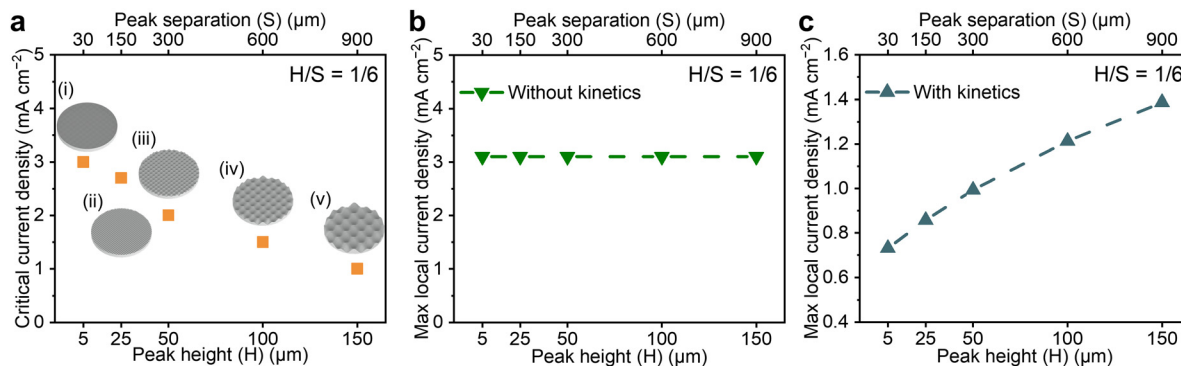 a
Peak separation (S) (μm)
30 150 300 600 900
Critical current density (mA cm⁻²)
5
4
3
2
1
0
H/S = 1/6
(i)
(ii)
(iii)
(iv)
(v)
5 25 50 100 150
Peak height (H) (μm)
b
Peak separation (S) (μm)
30 150 300 600 900
Max local current density (mA cm⁻²)
5
4
3
2
1
0
H/S = 1/6
Without kinetics
5 25 50 100 150
Peak height (H) (μm)
c
Peak separation (S) (μm)
30 150 300 600 900
Max local current density (mA cm⁻²)
1.6
1.4
1.2
1.0
0.8
0.6
0.4
H/S = 1/6
With kinetics
5 25 50 100 150
Peak height (H) (μm)